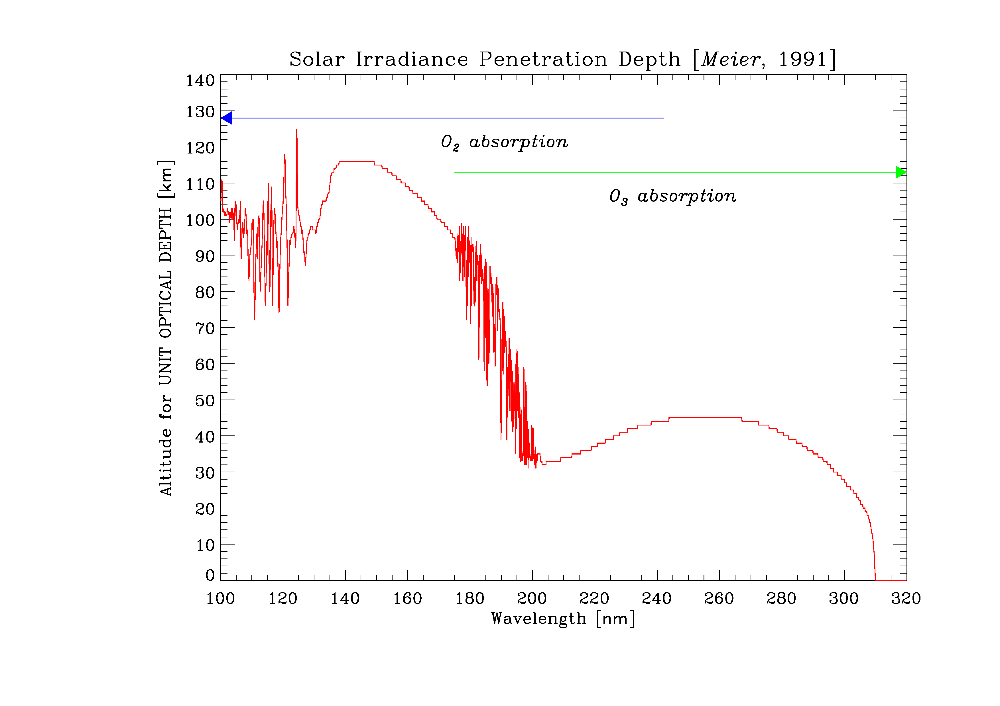 Solar Irradiance Penetration Depth [Meier, 1991]
140
130
120
110
100
90
80
70
60
50
40
30
20
10
0
Altitude for UNIT OPTICAL DEPTH [km]
O2 absorption
O3 absorption
100 120 140 160 180 200 220 240 260 280 300 320
Wavelength [nm]